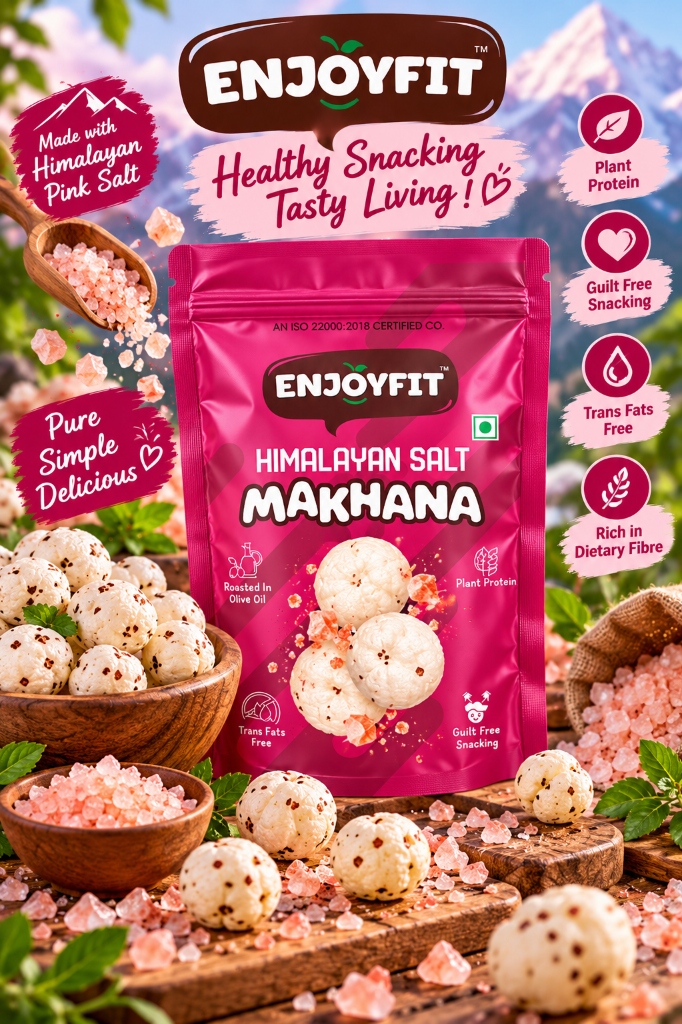 ENJOYFIT™
Healthy Snacking
Tasty Living!
Made with
Himalayan
Pink Salt
Plant
Protein
Guilt Free
Snacking
Trans Fats
Free
Rich in
Dietary Fibre
Pure
Simple
Delicious
AN ISO 22000:2018 CERTIFIED CO.
ENJOYFIT™
HIMALAYAN SALT
MAKHANA
Roasted In
Olive Oil
Plant Protein
Trans Fats
Free
Guilt Free
Snacking